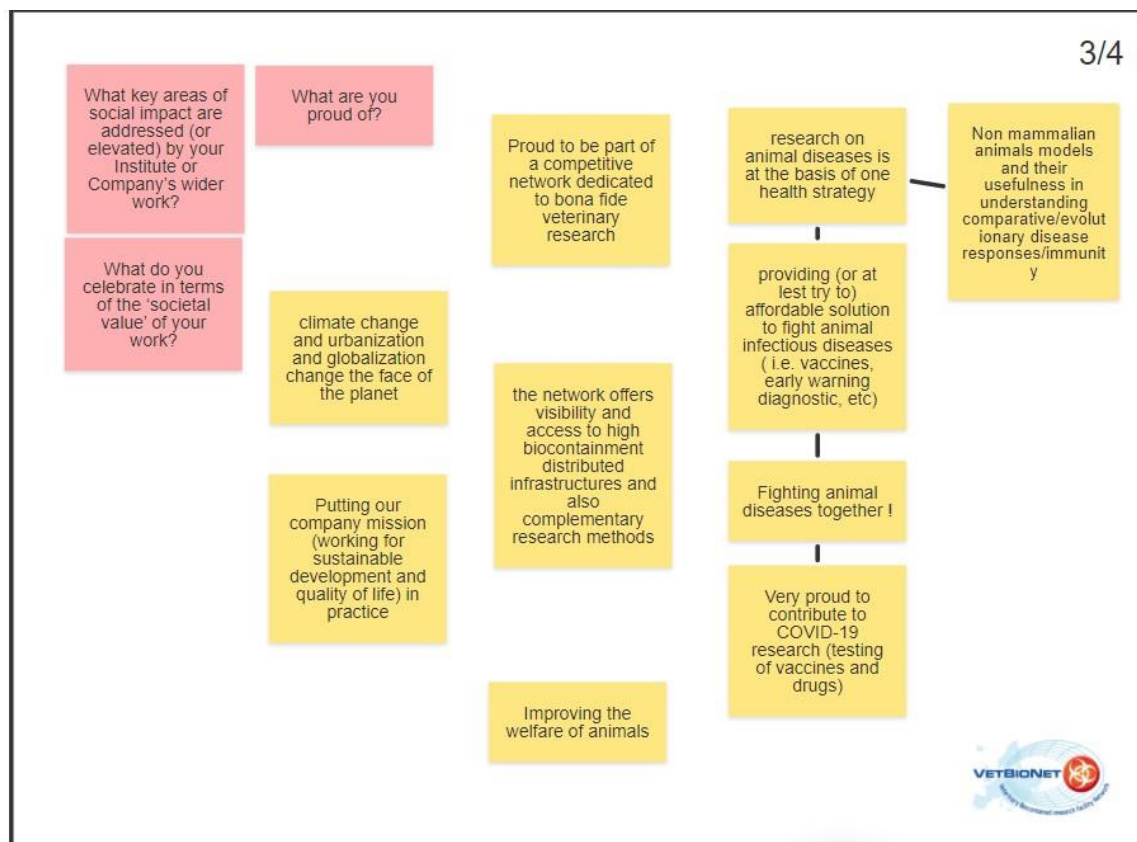 3/4
What key areas of
social impact are
addressed (or
elevated) by your
Institute or
Company's wider
work?
What are you
proud of?
What do you
celebrate in terms
of the 'societal
value' of your
work?
climate change
and urbanization
and globalization
change the face of
the planet
Putting our
company mission
(working for
sustainable
development and
quality of life) in
practice
Proud to be part of
a competitive
network dedicated
to bona fide
veterinary
research
the network offers
visibility and
access to high
biocontainment
distributed
infrastructures and
also
complementary
research methods
Improving the
welfare of animals
research on
animal diseases is
at the basis of one
health strategy
providing (or at
lest try to)
affordable solution
to fight animal
infectious diseases
( i.e. vaccines,
early warning
diagnostic, etc)
Fighting animal
diseases together !
Very proud to
contribute to
COVID-19
research (testing
of vaccines and
drugs)
Non mammalian
animals models
and their
usefulness in
understanding
comparative/evolut
ionary disease
responses/immunit
y
VETBIONET
Veterinary Biocontained research facility Network